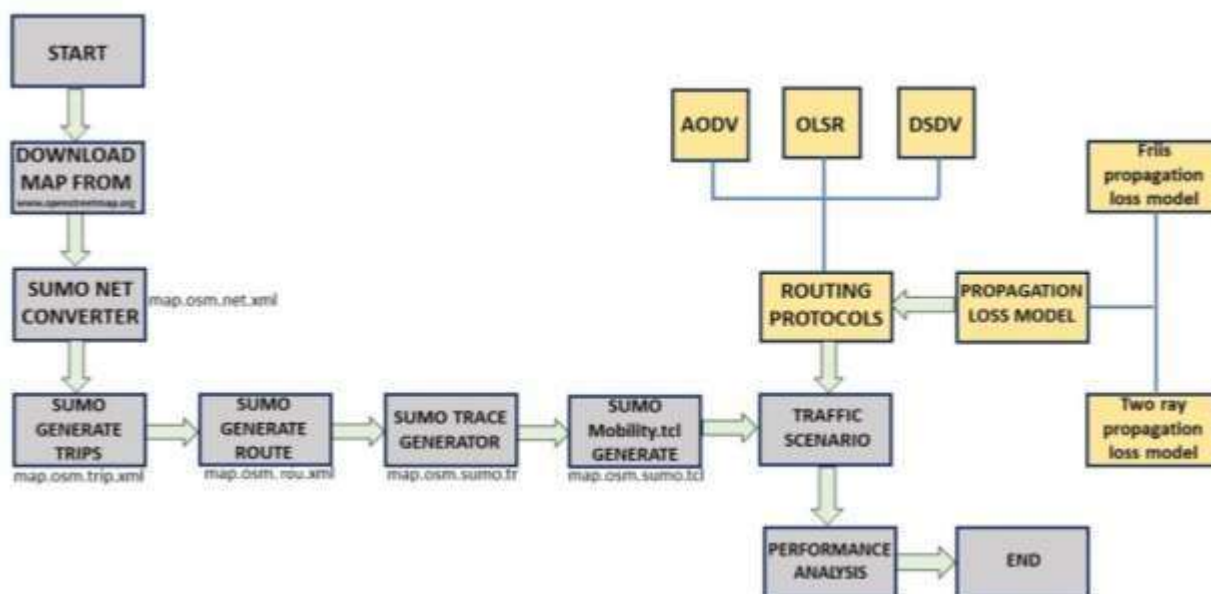 START
DOWNLOAD
MAP FROM
www.openstreetmap.org
SUMO NET
CONVERTER
map.osm.net.xml
SUMO
GENERATE
TRIPS
map.osm.trip.xml
SUMO
GENERATE
ROUTE
map.osm. rou.xml
SUMO TRACE
GENERATOR
map.osm.sumo.tr
SUMO
Mobility.tcl
GENERATE
map.osm.sumo.tcl
AODV
OLSR
DSDV
ROUTING
PROTOCOLS
PROPAGATION
LOSS MODEL
Friis
propagation
loss model
Two ray
propagation
loss model
TRAFFIC
SCENARIO
PERFORMANCE
ANALYSIS
END